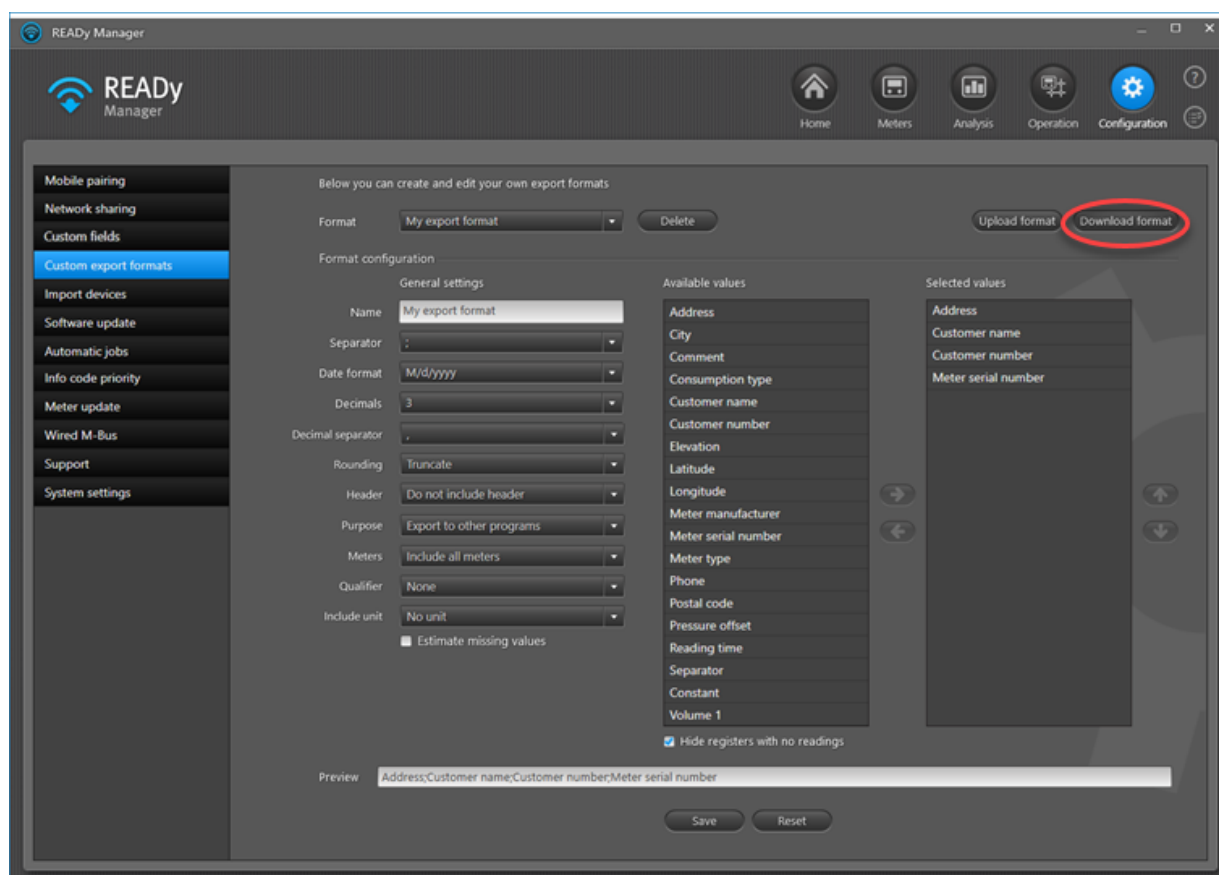 READy Manager
READy
Manager
Home
Meters
Analysis
Operation
Configuration
Mobile pairing
Network sharing
Custom fields
Custom export formats
Import devices
Software update
Automatic jobs
Info code priority
Meter update
Wired M-Bus
Support
System settings
Below you can create and edit your own export formats
Format My export format Delete Upload format Download format
Format configuration
General settings
Name My export format
Separator ;
Date format M/d/yyyy
Decimals 3
Decimal separator ,
Rounding Truncate
Header Do not include header
Purpose Export to other programs
Meters Include all meters
Qualifier None
Include unit No unit
Estimate missing values
Available values
Address
City
Comment
Consumption type
Customer name
Customer number
Elevation
Latitude
Longitude
Meter manufacturer
Meter serial number
Meter type
Phone
Postal code
Pressure offset
Reading time
Separator
Constant
Volume 1
Hide registers with no readings
Selected values
Address
Customer name
Customer number
Meter serial number
Preview Address;Customer name;Customer number;Meter serial number
Save Reset